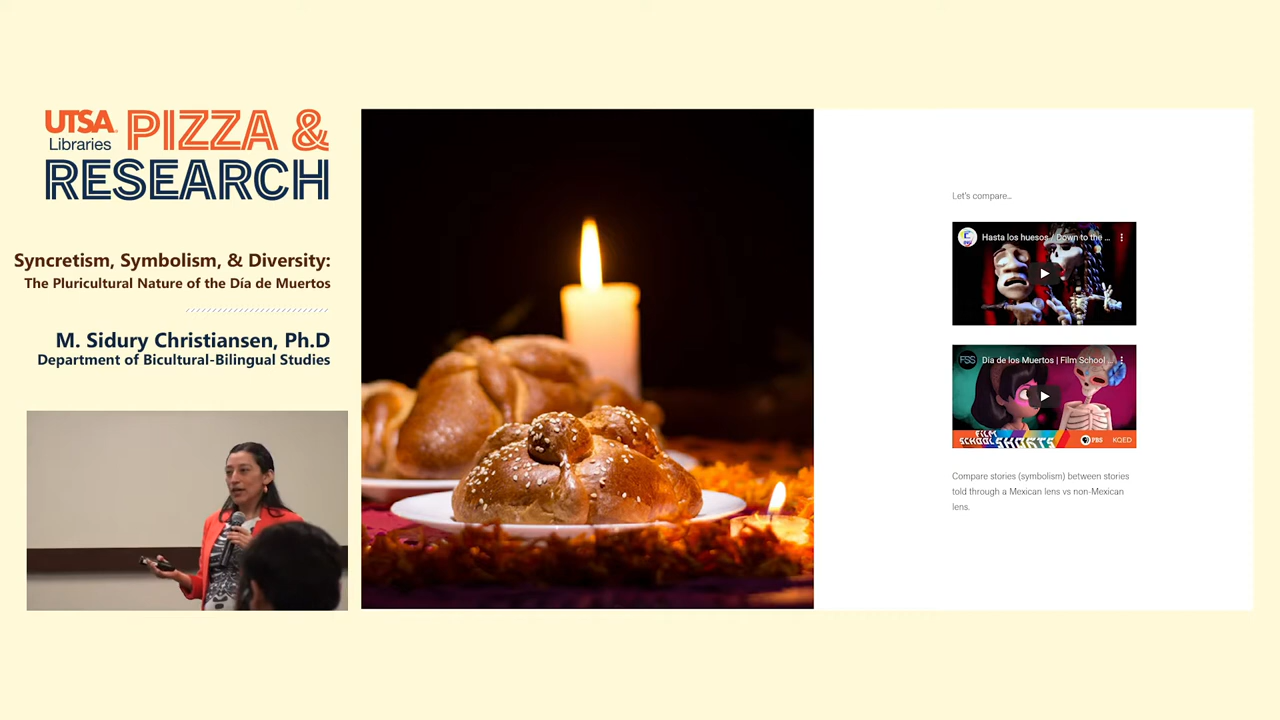 UTSA
Libraries
PIZZA &
RESEARCH
Syncretism, Symbolism, & Diversity:
The Pluricultural Nature of the Día de Muertos
M. Sidury Christiansen, Ph.D
Department of Bicultural-Bilingual Studies
Let's compare...
Hasta los huesos / Down to the ...
FSS
Día de los Muertos | Film School ...
FILM
SCHOOL SHORTS
PBS
KQED
Compare stories (symbolism) between stories
told through a Mexican lens vs non-Mexican
lens.